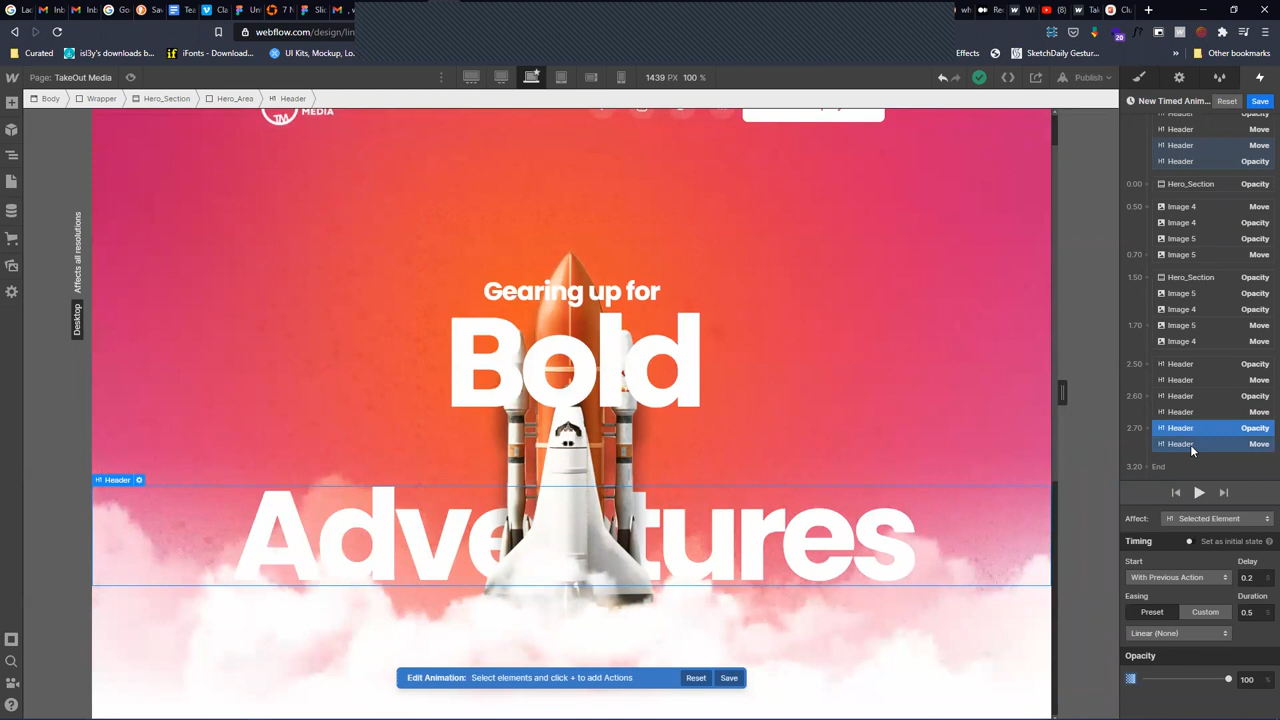 webflow.com/design/lin
Curated
isl3y's downloads b
iFonts - Downloadi
UI Kits, Mockup, Lo
Effects
SketchDaily Gestur...
Other bookmarks
Page: TakeOut Media
1439 PX 100 %
Publish
Body
Wrapper
Hero_Section
Hero_Area
Header
New Timed Anim...
Reset
Save
Header Opacity
Header Move
Header Move
Header Opacity
0.00 Hero_Section Opacity
0.50 Image 4 Move
Image 4 Opacity
Image 5 Opacity
0.70 Image 5 Move
1.50 Hero_Section Opacity
Image 5 Move
Image 4 Opacity
1.70 Image 5 Move
Image 4 Move
2.50 Header Opacity
Header Move
2.60 Header Opacity
Header Move
2.70 Header Opacity
Header Move
3.20 End
Affects all resolutions
Desktop
MEDIA
Gearing up for
Bold
Header
Adventures
Edit Animation: Select elements and click + to add Actions
Reset
Save
Affect: H1 Selected Element
Timing
Set as initial state
Start
Delay
With Previous Action
0.2
Easing
Duration
Preset
Custom
0.5
Linear (None)
Opacity
100 %